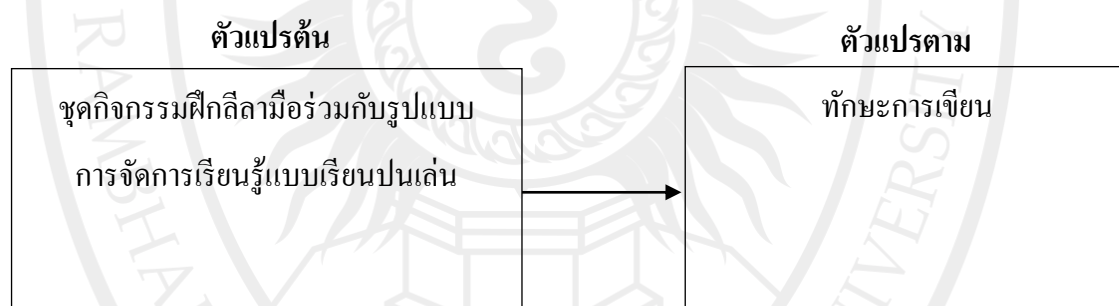 ตัวแปรต้น
ชุดกิจกรรมฝึกลีลามือร่วมกับรูปแบบ
การจัดการเรียนรู้แบบเรียนปนเล่น
ตัวแปรตาม
ทักษะการเขียน